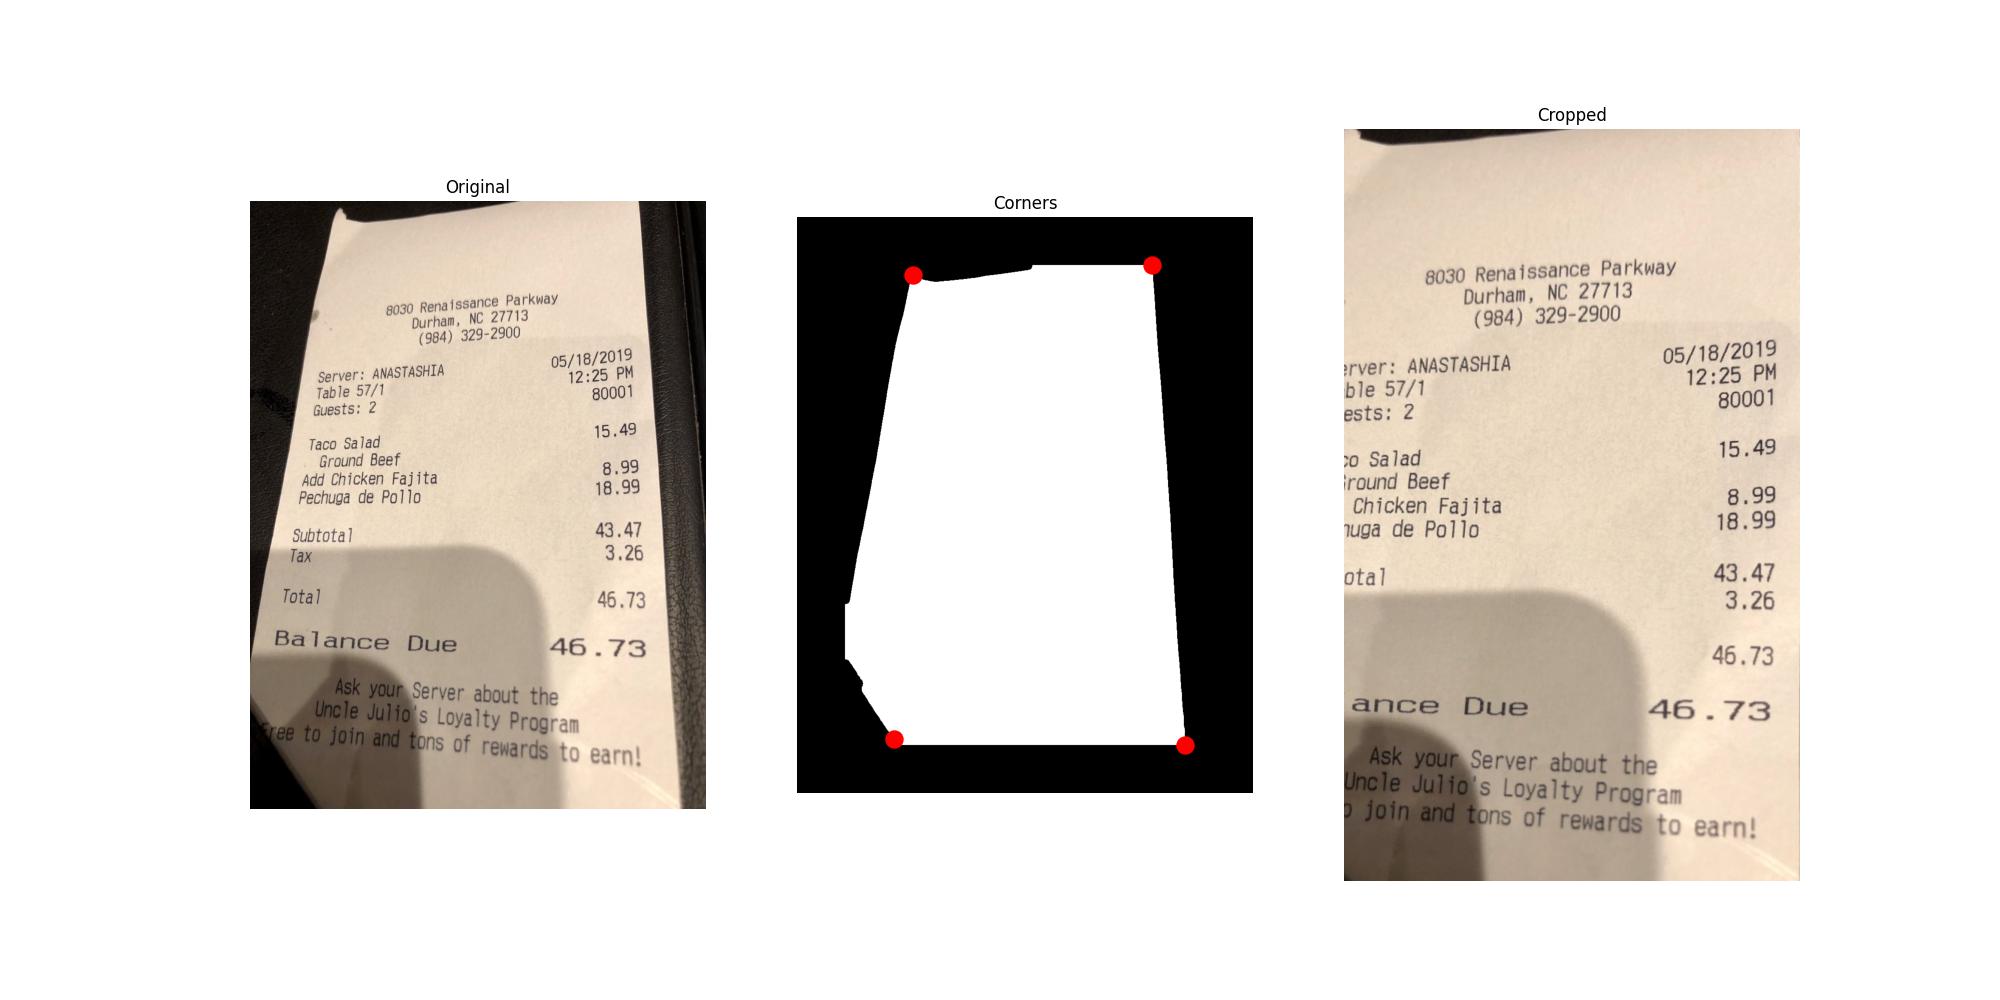 Original
8030 Renaissance Parkway
Durham, NC 27713
(984) 329-2900
05/18/2019
Server: ANASTASHIA
12:25 PM
Table 57/1
80001
Guests: 2
15.49
Taco Salad
Ground Beef
8.99
Add Chicken Fajita
18.99
Pechuga de Pollo
Subtotal 43.47
Tax 3.26
Total 46.73
Balance Due 46.73
Ask your Server about the
Uncle Julio's Loyalty Program
Free to join and tons of rewards to earn!
Corners
Cropped
8030 Renaissance Parkway
Durham, NC 27713
(984) 329-2900
05/18/2019
erver: ANASTASHIA
12:25 PM
ble 57/1
80001
ests: 2
15.49
co Salad
Ground Beef
8.99
Chicken Fajita
18.99
huga de Pollo
otal 43.47
3.26
46.73
ance Due 46.73
Ask your Server about the
Uncle Julio's Loyalty Program
o join and tons of rewards to earn!